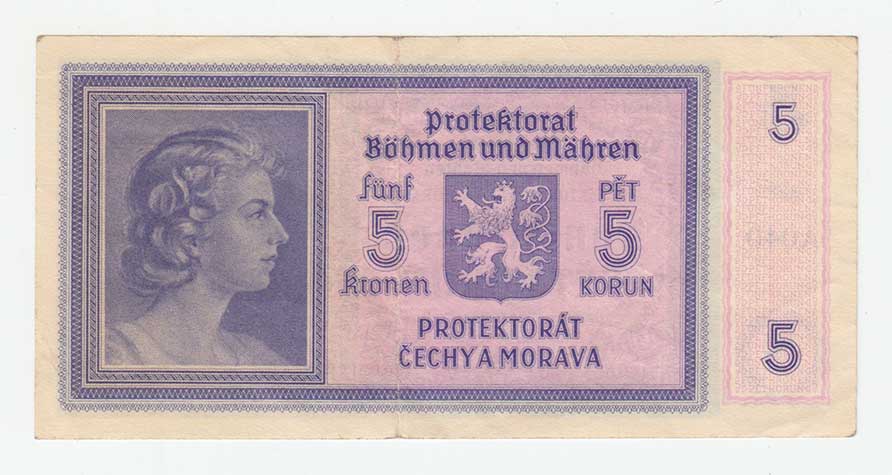 Protektorat
Böhmen und Mähren
fünf
PĚT
5
5
Kronen
KORUN
PROTEKTORÁT
ČECHY A MORAVA
5
5